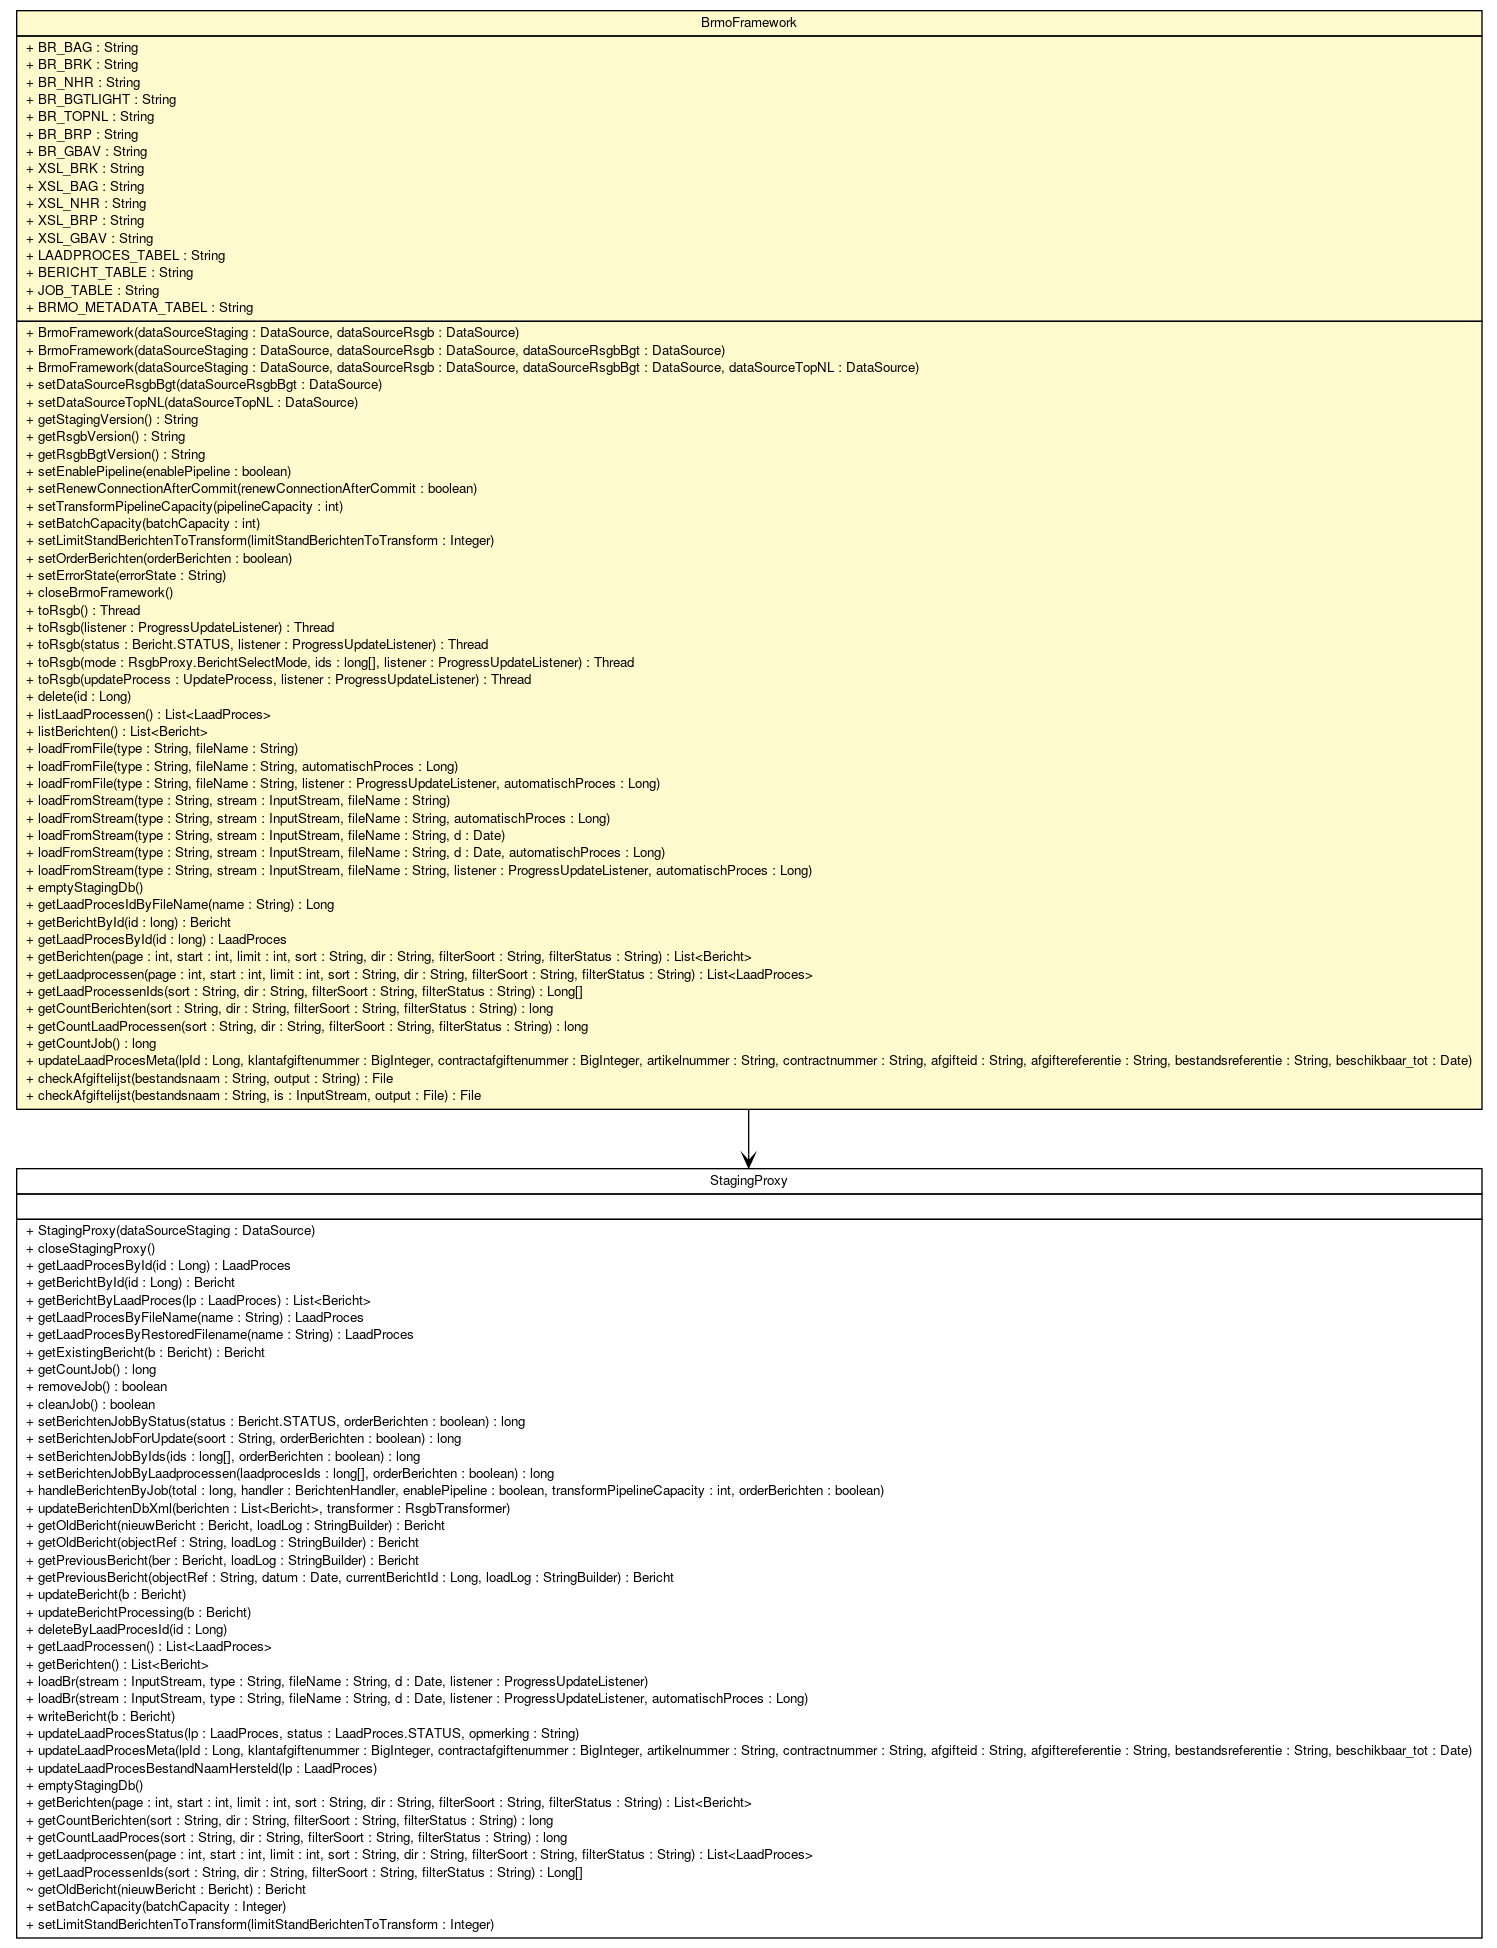 BrmoFramework
+ BR_BAG : String
+ BR_BRK : String
+ BR_NHR : String
+ BR_BGTLIGHT : String
+ BR_TOPNL : String
+ BR_BRP : String
+ BR_GBAV : String
+ XSL_BRK : String
+ XSL_BAG : String
+ XSL_NHR : String
+ XSL_BRP : String
+ XSL_GBAV : String
+ LAADPROCES_TABEL : String
+ BERICHT_TABLE : String
+ JOB_TABLE : String
+ BRMO_METADATA_TABEL : String
+ BrmoFramework(dataSourceStaging : DataSource, dataSourceRsgb : DataSource)
+ BrmoFramework(dataSourceStaging : DataSource, dataSourceRsgb : DataSource, dataSourceRsgbBgt : DataSource)
+ BrmoFramework(dataSourceStaging : DataSource, dataSourceRsgb : DataSource, dataSourceRsgbBgt : DataSource, dataSourceTopNL : DataSource)
+ setDataSourceRsgbBgt(dataSourceRsgbBgt : DataSource)
+ setDataSourceTopNL(dataSourceTopNL : DataSource)
+ getStagingVersion() : String
+ getRsgbVersion() : String
+ getRsgbBgtVersion() : String
+ setEnablePipeline(enablePipeline : boolean)
+ setRenewConnectionAfterCommit(renewConnectionAfterCommit : boolean)
+ setTransformPipelineCapacity(pipelineCapacity : int)
+ setBatchCapacity(batchCapacity : int)
+ setLimitStandBerichtenToTransform(limitStandBerichtenToTransform : Integer)
+ setOrderBerichten(orderBerichten : boolean)
+ setErrorState(errorState : String)
+ closeBrmoFramework()
+ toRsgb() : Thread
+ toRsgb(listener : ProgressUpdateListener) : Thread
+ toRsgb(status : Bericht.STATUS, listener : ProgressUpdateListener) : Thread
+ toRsgb(mode : RsgbProxy.BerichtSelectMode, ids : long[], listener : ProgressUpdateListener) : Thread
+ toRsgb(updateProcess : UpdateProcess, listener : ProgressUpdateListener) : Thread
+ delete(id : Long)
+ listLaadProcessen() : List<LaadProces>
+ listBerichten() : List<Bericht>
+ loadFromFile(type : String, fileName : String)
+ loadFromFile(type : String, fileName : String, automatischProces : Long)
+ loadFromFile(type : String, fileName : String, listener : ProgressUpdateListener, automatischProces : Long)
+ loadFromStream(type : String, stream : InputStream, fileName : String)
+ loadFromStream(type : String, stream : InputStream, fileName : String, automatischProces : Long)
+ loadFromStream(type : String, stream : InputStream, fileName : String, d : Date)
+ loadFromStream(type : String, stream : InputStream, fileName : String, d : Date, automatischProces : Long)
+ loadFromStream(type : String, stream : InputStream, fileName : String, listener : ProgressUpdateListener, automatischProces : Long)
+ emptyStagingDb()
+ getLaadProcesIdByFileName(name : String) : Long
+ getBerichtById(id : long) : Bericht
+ getLaadProcesById(id : long) : LaadProces
+ getBerichten(page : int, start : int, limit : int, sort : String, dir : String, filterSoort : String, filterStatus : String) : List<Bericht>
+ getLaadprocessen(page : int, start : int, limit : int, sort : String, dir : String, filterSoort : String, filterStatus : String) : List<LaadProces>
+ getLaadProcessenIds(sort : String, dir : String, filterSoort : String, filterStatus : String) : Long[]
+ getCountBerichten(sort : String, dir : String, filterSoort : String, filterStatus : String) : long
+ getCountLaadProcessen(sort : String, dir : String, filterSoort : String, filterStatus : String) : long
+ getCountJob() : long
+ updateLaadProcesMeta(lpId : Long, klantafgiftenummer : BigInteger, contractafgiftenummer : BigInteger, artikelnummer : String, contractnummer : String, afgifteid : String, afgiftereferentie : String, bestandsreferentie : String, beschikbaar_tot : Date)
+ checkAfgiftelijst(bestandsnaam : String, output : String) : File
+ checkAfgiftelijst(bestandsnaam : String, is : InputStream, output : File) : File
StagingProxy
+ StagingProxy(dataSourceStaging : DataSource)
+ closeStagingProxy()
+ getLaadProcesById(id : Long) : LaadProces
+ getBerichtById(id : Long) : Bericht
+ getBerichtByLaadProces(lp : LaadProces) : List<Bericht>
+ getLaadProcesByFileName(name : String) : LaadProces
+ getLaadProcesByRestoredFilename(name : String) : LaadProces
+ getExistingBericht(b : Bericht) : Bericht
+ getCountJob() : long
+ removeJob() : boolean
+ cleanJob() : boolean
+ setBerichtenJobByStatus(status : Bericht.STATUS, orderBerichten : boolean) : long
+ setBerichtenJobForUpdate(soort : String, orderBerichten : boolean) : long
+ setBerichtenJobByIds(ids : long[], orderBerichten : boolean) : long
+ setBerichtenJobByLaadprocessen(laadprocesIds : long[], orderBerichten : boolean) : long
+ handleBerichtenByJob(total : long, handler : BerichtenHandler, enablePipeline : boolean, transformPipelineCapacity : int, orderBerichten : boolean)
+ updateBerichtenDbXml(berichten : List<Bericht>, transformer : RsgbTransformer)
+ getOldBericht(nieuwBericht : Bericht, loadLog : StringBuilder) : Bericht
+ getOldBericht(objectRef : String, loadLog : StringBuilder) : Bericht
+ getPreviousBericht(ber : Bericht, loadLog : StringBuilder) : Bericht
+ getPreviousBericht(objectRef : String, datum : Date, currentBerichtId : Long, loadLog : StringBuilder) : Bericht
+ updateBericht(b : Bericht)
+ updateBerichtProcessing(b : Bericht)
+ deleteByLaadProcesId(id : Long)
+ getLaadProcessen() : List<LaadProces>
+ getBerichten() : List<Bericht>
+ loadBr(stream : InputStream, type : String, fileName : String, d : Date, listener : ProgressUpdateListener)
+ loadBr(stream : InputStream, type : String, fileName : String, d : Date, listener : ProgressUpdateListener, automatischProces : Long)
+ writeBericht(b : Bericht)
+ updateLaadProcesStatus(lp : LaadProces, status : LaadProces.STATUS, opmerking : String)
+ updateLaadProcesMeta(lpId : Long, klantafgiftenummer : BigInteger, contractafgiftenummer : BigInteger, artikelnummer : String, contractnummer : String, afgifteid : String, afgiftereferentie : String, bestandsreferentie : String, beschikbaar_tot : Date)
+ updateLaadProcesBestandNaamHersteld(lp : LaadProces)
+ emptyStagingDb()
+ getBerichten(page : int, start : int, limit : int, sort : String, dir : String, filterSoort : String, filterStatus : String) : List<Bericht>
+ getCountBerichten(sort : String, dir : String, filterSoort : String, filterStatus : String) : long
+ getCountLaadProces(sort : String, dir : String, filterSoort : String, filterStatus : String) : long
+ getLaadprocessen(page : int, start : int, limit : int, sort : String, dir : String, filterSoort : String, filterStatus : String) : List<LaadProces>
+ getLaadProcessenIds(sort : String, dir : String, filterSoort : String, filterStatus : String) : Long[]
~ getOldBericht(nieuwBericht : Bericht) : Bericht
+ setBatchCapacity(batchCapacity : Integer)
+ setLimitStandBerichtenToTransform(limitStandBerichtenToTransform : Integer)